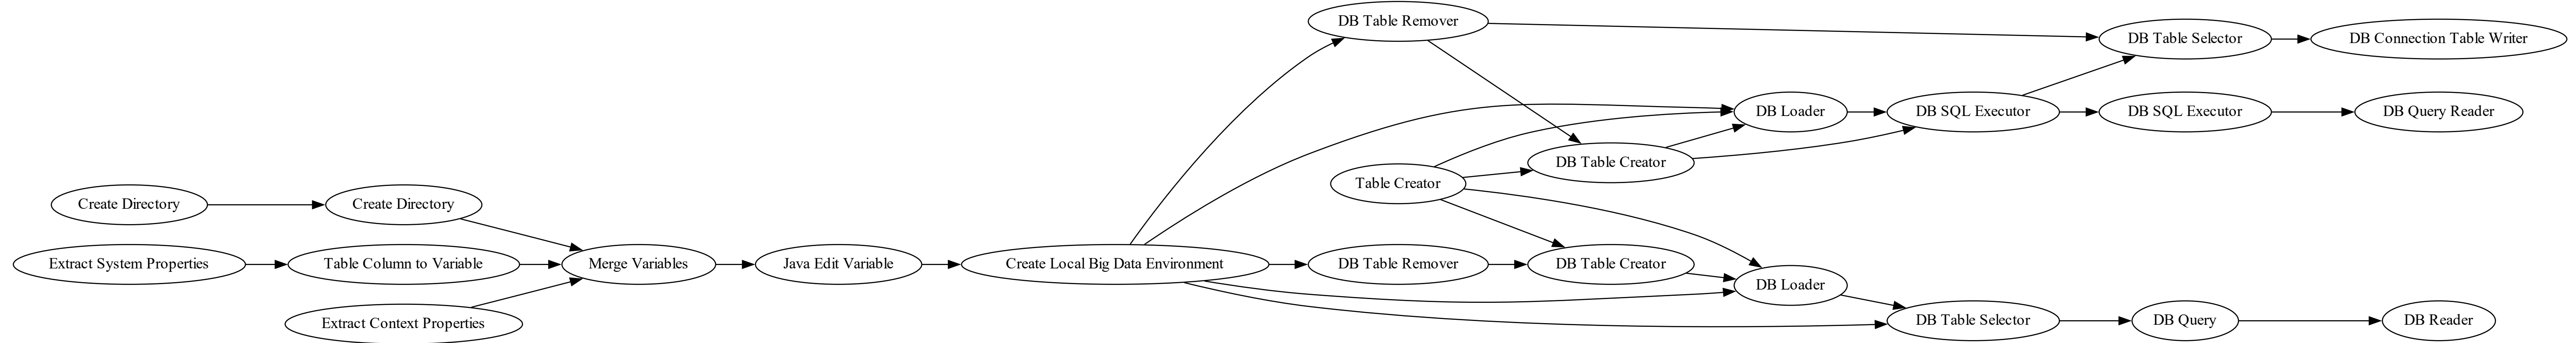 DB Table Remover
DB Table Selector
DB Connection Table Writer
DB Loader
DB SQL Executor
DB SQL Executor
DB Query Reader
DB Table Creator
Table Creator
Create Directory
Create Directory
Extract System Properties
Table Column to Variable
Merge Variables
Java Edit Variable
Create Local Big Data Environment
DB Table Remover
DB Table Creator
DB Loader
Extract Context Properties
DB Table Selector
DB Query
DB Reader